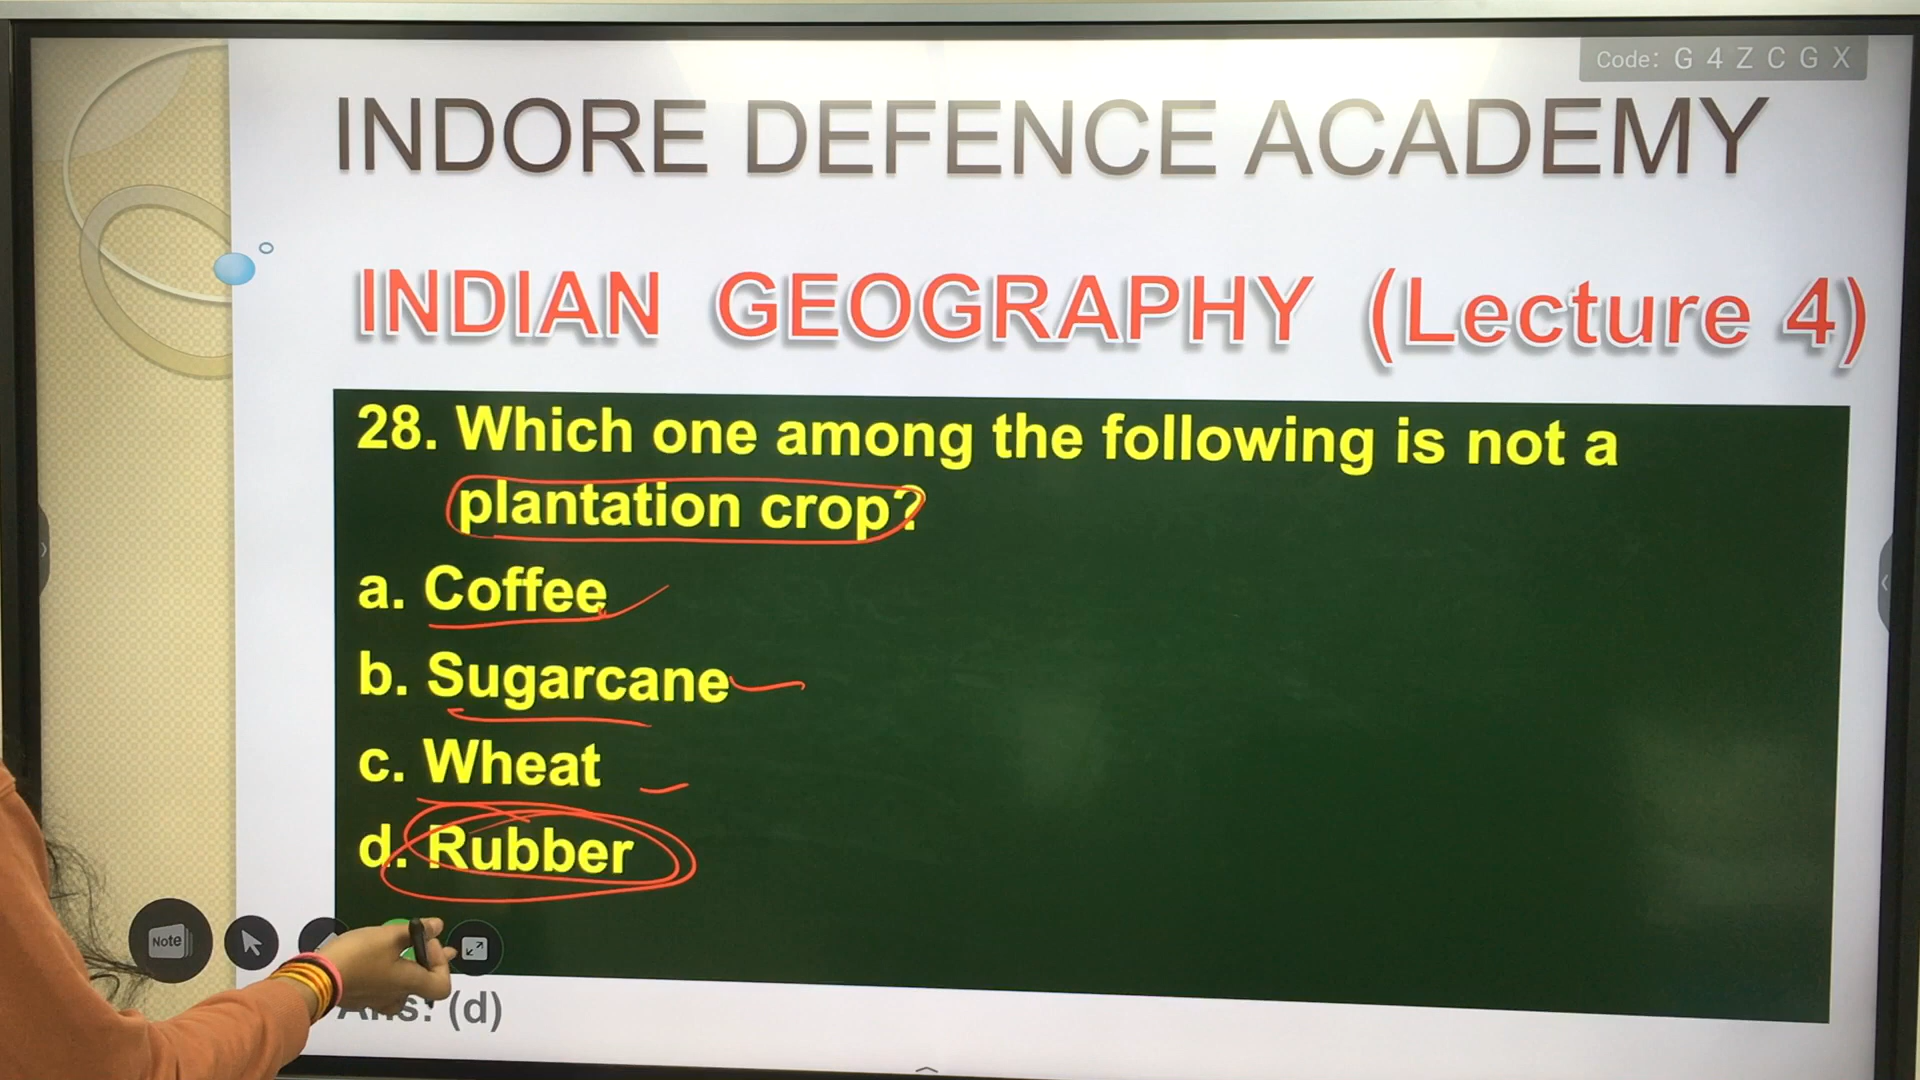 Code: G 4 Z C G X
INDORE DEFENCE ACADEMY
INDIAN GEOGRAPHY (Lecture 4)
28. Which one among the following is not a
plantation crop?
a. Coffee
b. Sugarcane
c. Wheat
d. Rubber
Note
Ans: (d)